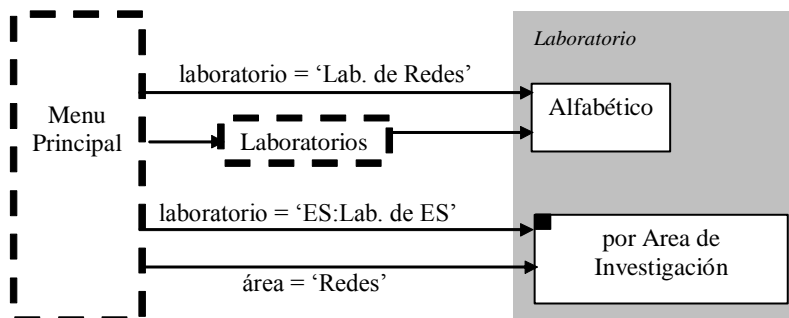 Laboratorio
laboratorio = ‘Lab. de Redes’
Alfabético
Menu
Principal
Laboratorios
laboratorio = ‘ES:Lab. de ES’
por Area de
Investigación
área = ‘Redes’